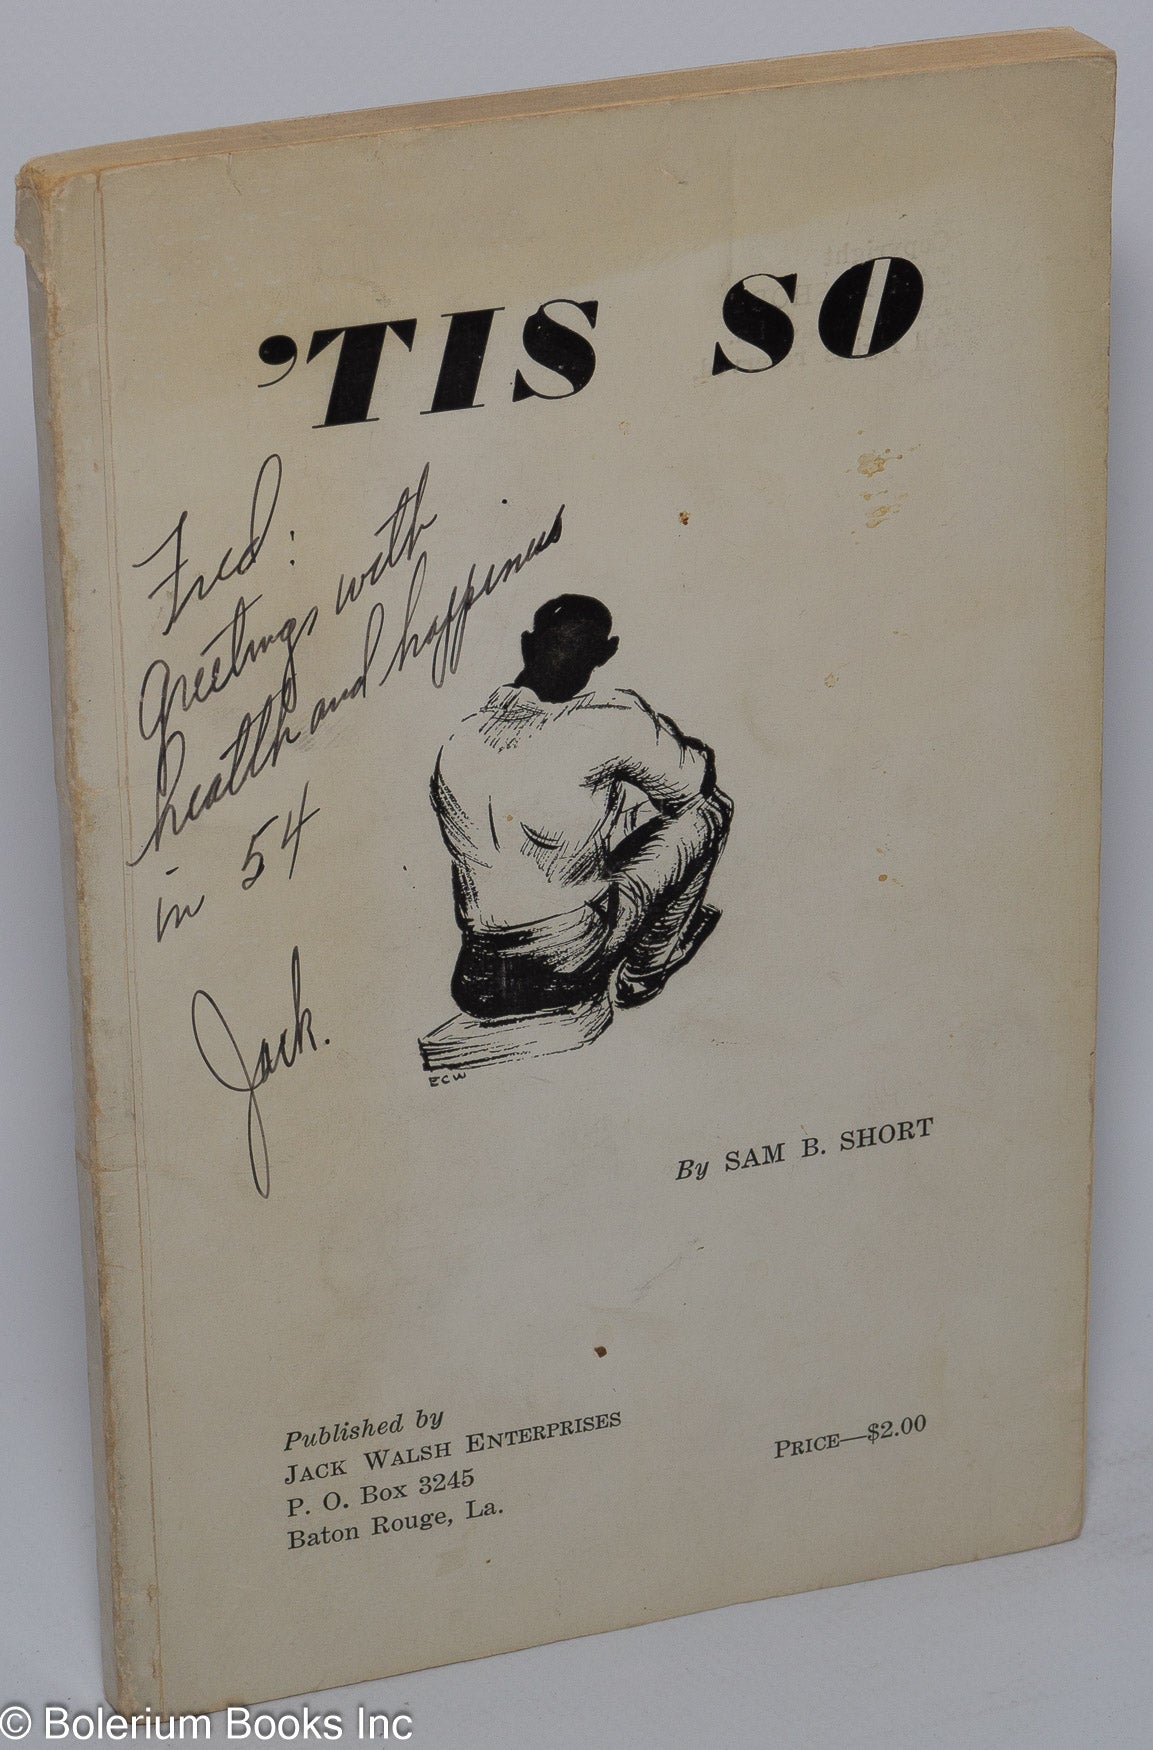 ’TIS SO
Fred:
Greetings with
health and happiness
in 54
Jack.
ECW
By SAM B. SHORT
Published by
JACK WALSH ENTERPRISES
P. O. Box 3245
Baton Rouge, La.
PRICE—$2.00
© Bolerium Books Inc